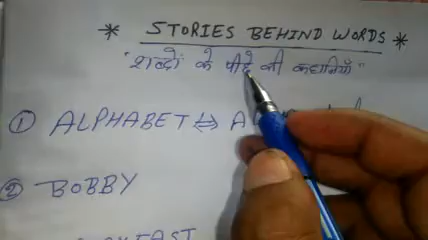 * STORIES BEHIND WORDS *
"शब्दों के पीछे की कहानियाँ"
① ALPHABET ⇔ A
② BOBBY